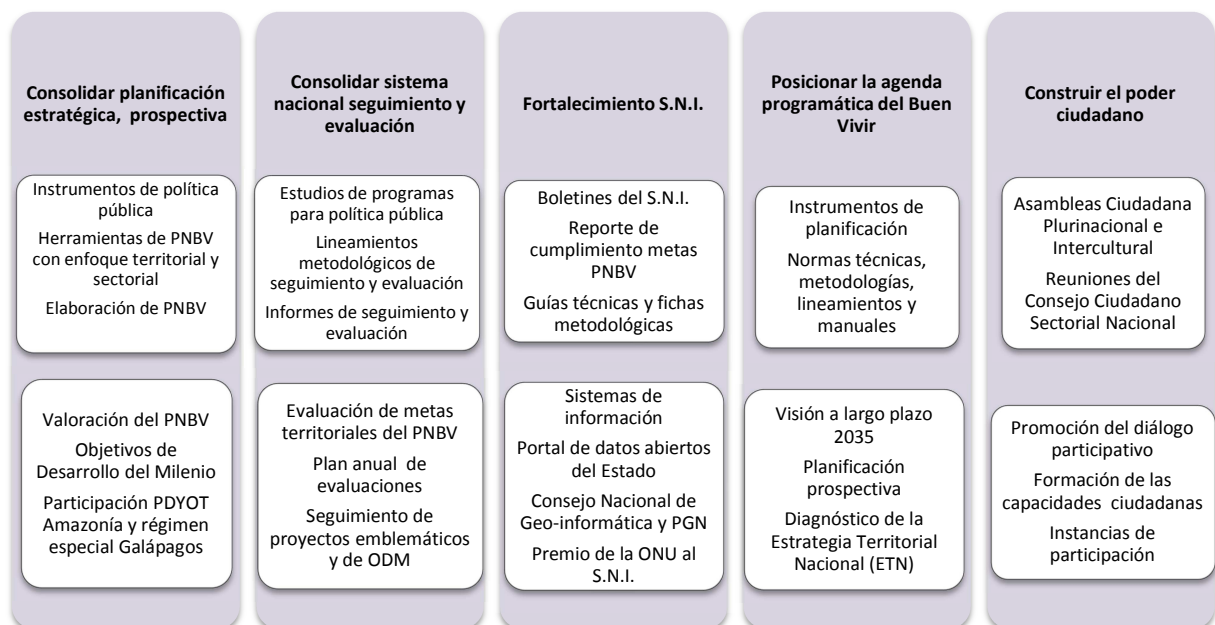 Consolidar planificación
estratégica, prospectiva
Instrumentos de política
pública
Herramientas de PNBV
con enfoque territorial y
sectorial
Elaboración de PNBV
Valoración del PNBV
Objetivos de
Desarrollo del Milenio
Participación PDYOT
Amazonía y régimen
especial Galápagos
Consolidar sistema
nacional seguimiento y
evaluación
Estudios de programas
para política pública
Lineamientos
metodológicos de
seguimiento y evaluación
Informes de seguimiento y
evaluación
Evaluación de metas
territoriales del PNBV
Plan anual de
evaluaciones
Seguimiento de
proyectos emblemáticos
y de ODM
Fortalecimiento S.N.I.
Boletines del S.N.I.
Reporte de
cumplimiento metas
PNBV
Guías técnicas y fichas
metodológicas
Sistemas de
información
Portal de datos abiertos
del Estado
Consejo Nacional de
Geo-informática y PGN
Premio de la ONU al
S.N.I.
Posicionar la agenda
programática del Buen
Vivir
Instrumentos de
planificación
Normas técnicas,
metodologías,
lineamientos y
manuales
Visión a largo plazo
2035
Planificación
prospectiva
Diagnóstico de la
Estrategia Territorial
Nacional (ETN)
Construir el poder
ciudadano
Asambleas Ciudadana
Plurinacional e
Intercultural
Reuniones del
Consejo Ciudadano
Sectorial Nacional
Promoción del diálogo
participativo
Formación de las
capacidades ciudadanas
Instancias de
participación